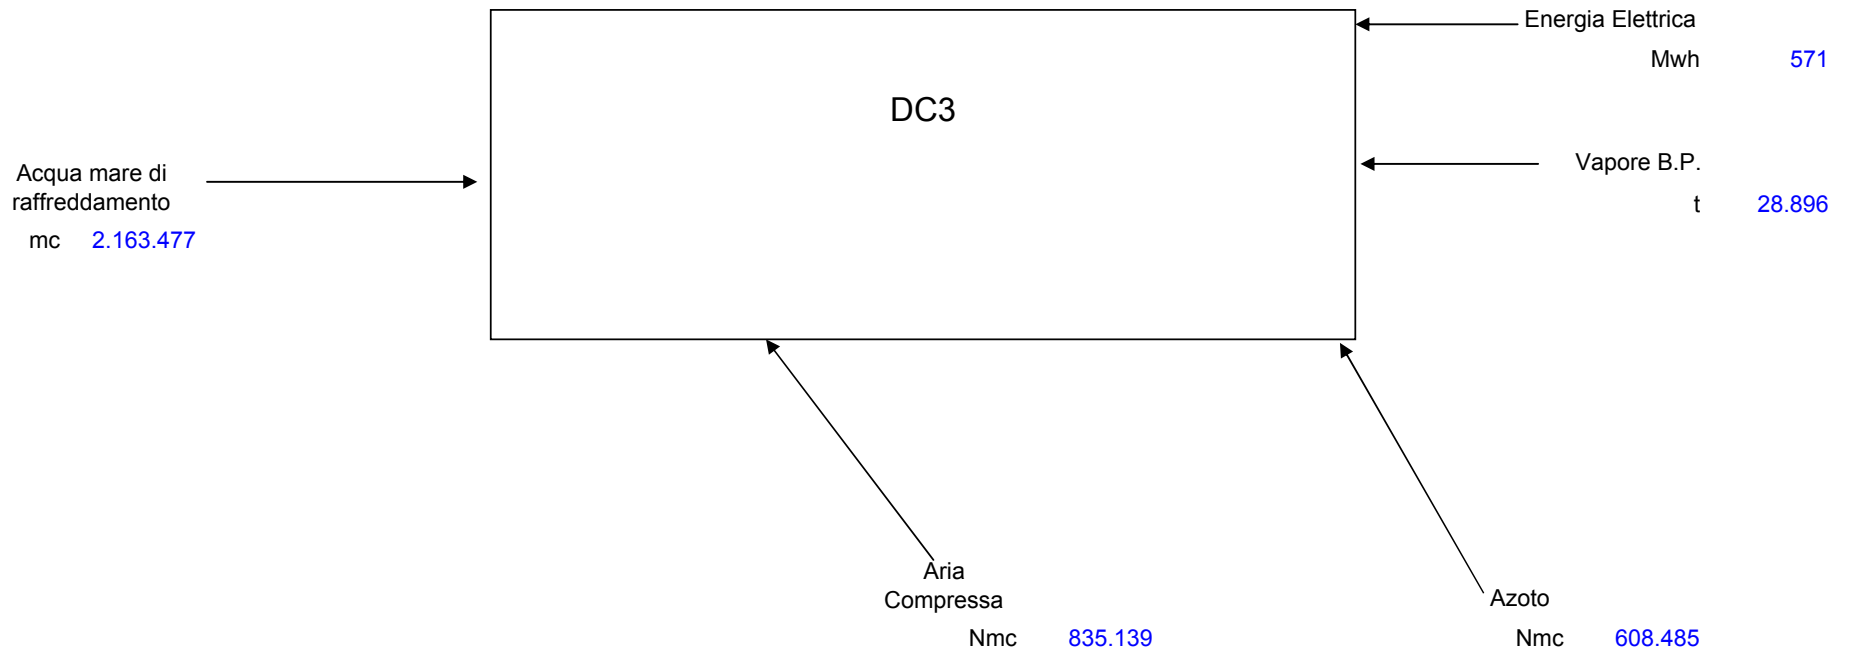 Energia Elettrica
Mwh 571
DC3
Acqua mare di
raffreddamento
mc 2.163.477
Vapore B.P.
t 28.896
Aria
Compressa
Nmc 835.139
Azoto
Nmc 608.485